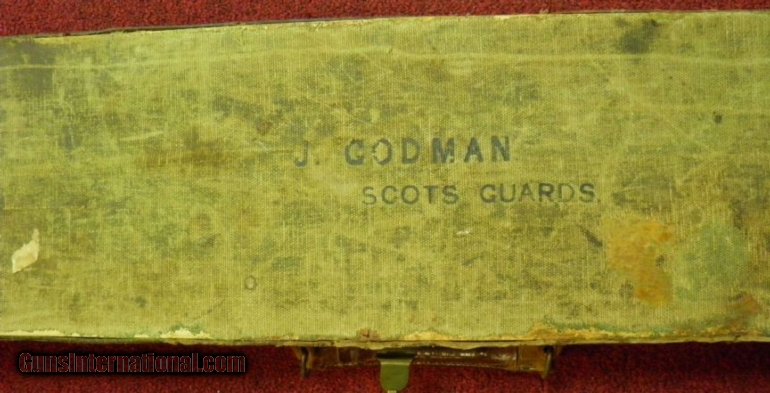 J. GODMAN
SCOTS GUARDS.
GunsInternational.com